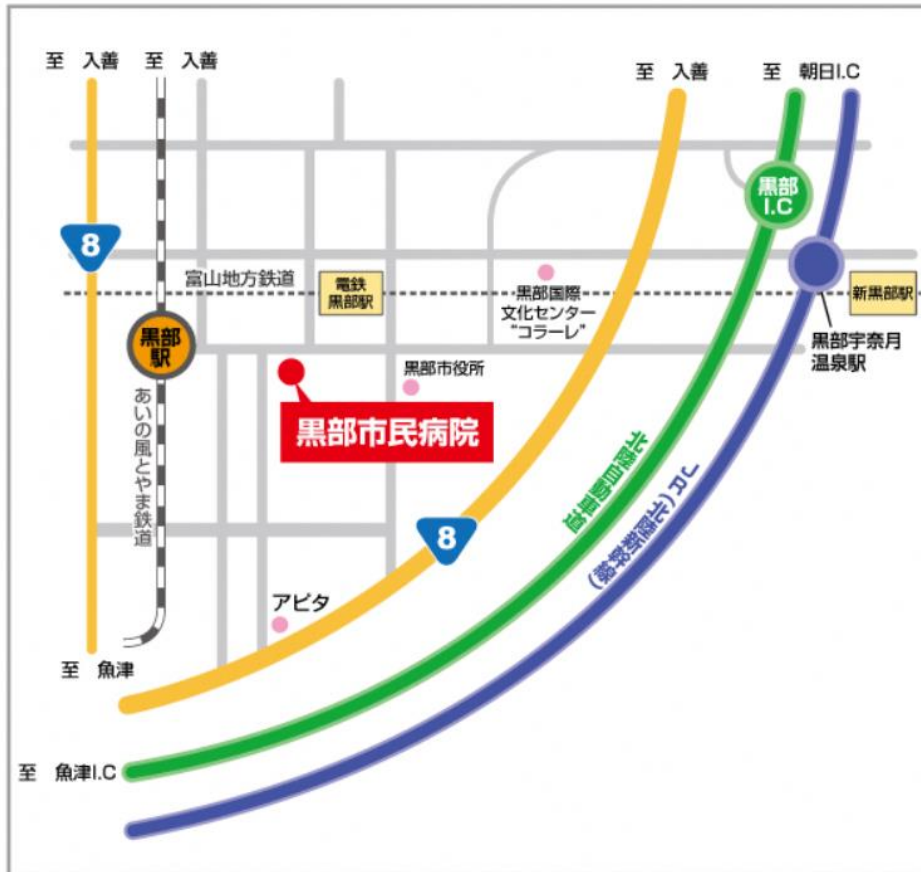 至 入善
至 入善
至 入善
至 朝日I.C
黒部
I.C
8
富山地方鉄道
電鉄
黒部駅
黒部国際
文化センター
“コラーレ”
新黒部駅
黒部宇奈月
温泉駅
黒部
駅
黒部市役所
黒部市民病院
あいの風とやま鉄道
北陸自動車道
JR（北陸新幹線）
8
アピタ
至 魚津
至 魚津I.C